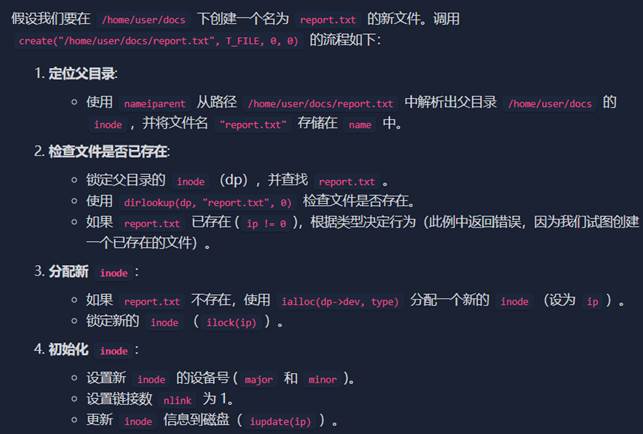 假设我们要在 /home/user/docs 下创建一个名为 report.txt 的新文件。调用
create("/home/user/docs/report.txt", T_FILE, 0, 0) 的流程如下：
1. 定位父目录:
使用 nameiparent 从路径 /home/user/docs/report.txt 中解析出父目录 /home/user/docs 的
inode ，并将文件名 "report.txt" 存储在 name 中。
2. 检查文件是否已存在:
锁定父目录的 inode （dp），并查找 report.txt 。
使用 dirlookup(dp, "report.txt", 0) 检查文件是否存在。
如果 report.txt 已存在 ( ip != 0 )，根据类型决定行为（此例中返回错误，因为我们试图创建
一个已存在的文件）。
3. 分配新 inode ：
如果 report.txt 不存在，使用 ialloc(dp->dev, type) 分配一个新的 inode （设为 ip ）。
锁定新的 inode （ ilock(ip) ）。
4. 初始化 inode ：
设置新 inode 的设备号 ( major 和 minor )。
设置链接数 nlink 为 1。
更新 inode 信息到磁盘（ iupdate(ip) ）。